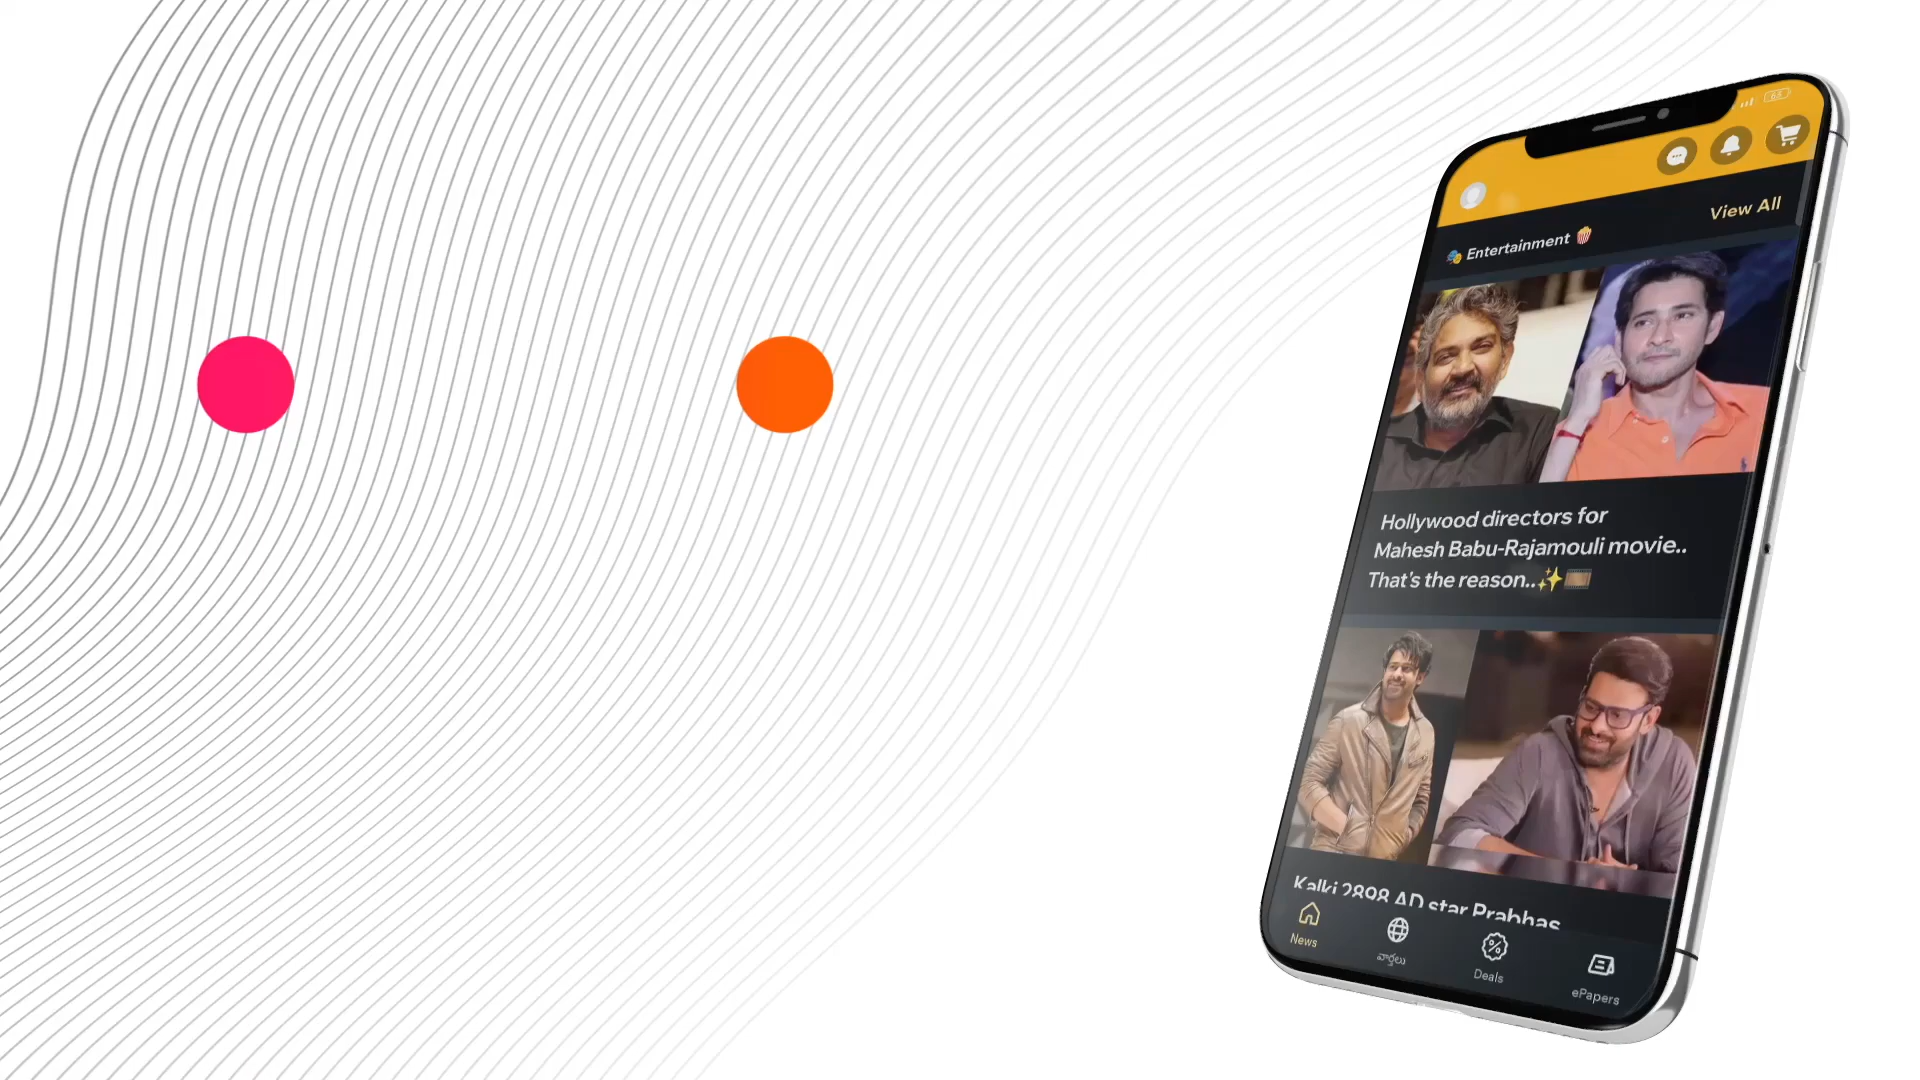 65
View All
🎭 Entertainment 🍿
Hollywood directors for
Mahesh Babu-Rajamouli movie..
That's the reason..✨🎞️
Kalki 2898 AD star Prabhas
News
వార్తలు
Deals
ePapers